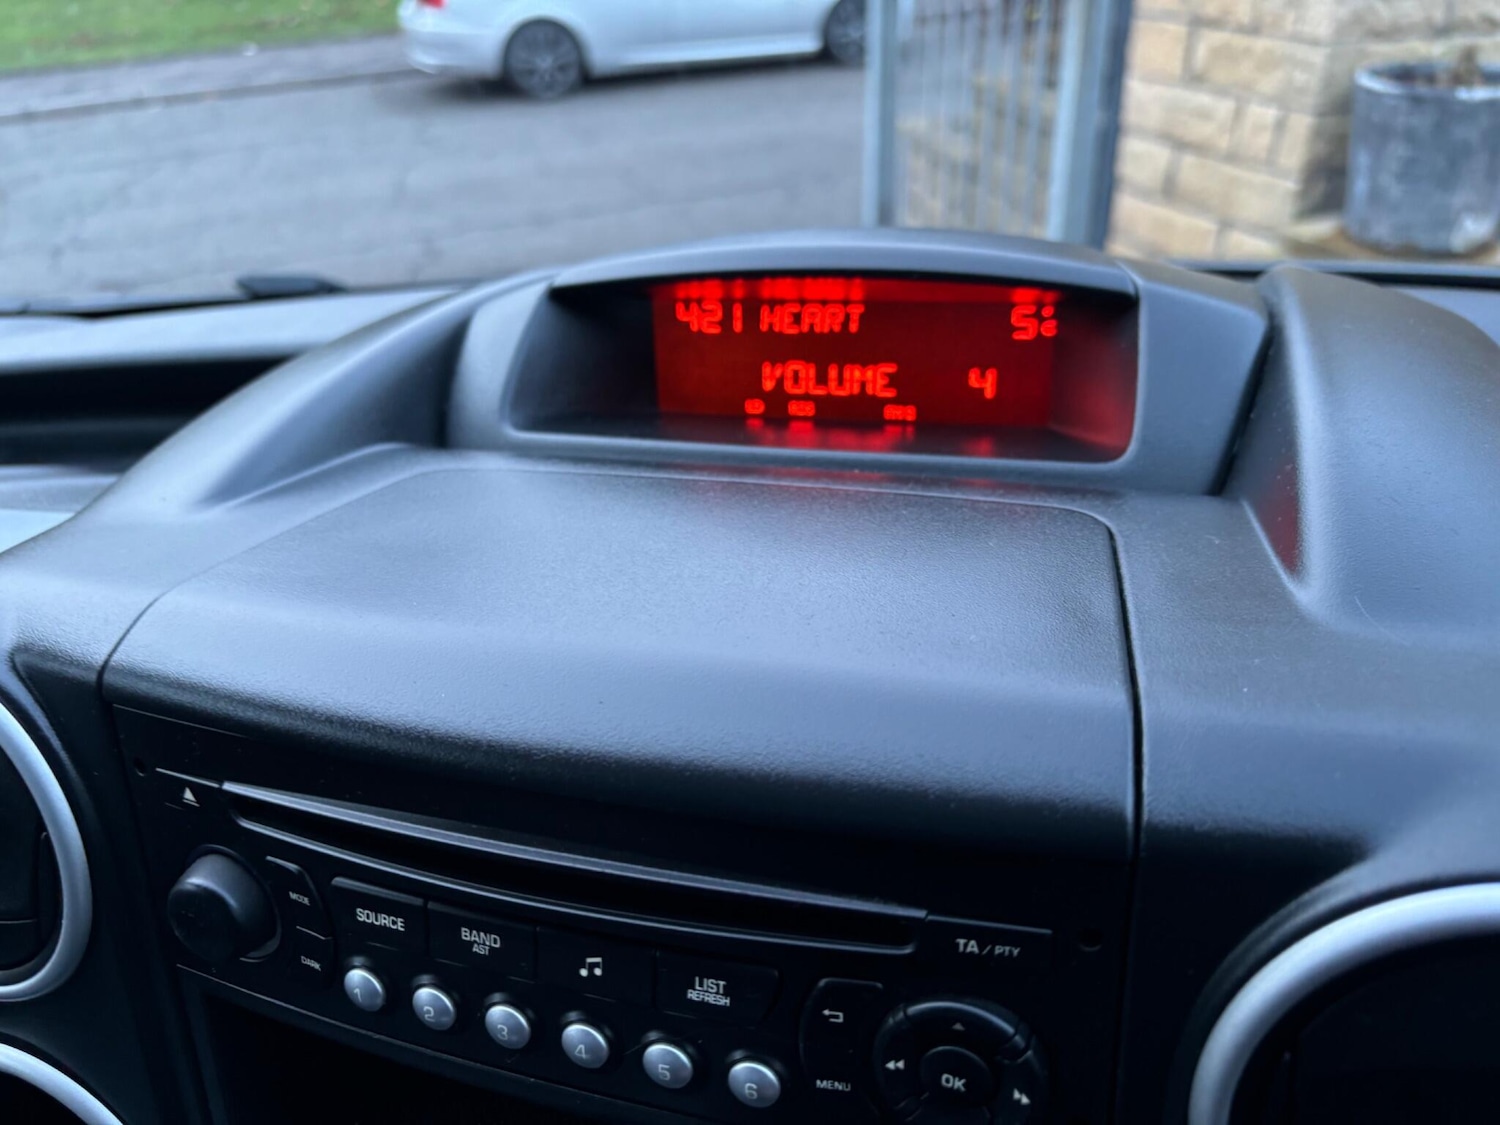 421 HEART 5°C
VOLUME 4
RDS
MODE
DARK
SOURCE
BAND
AST
LIST
REFRESH
TA / PTY
1
2
3
4
5
6
MENU
OK